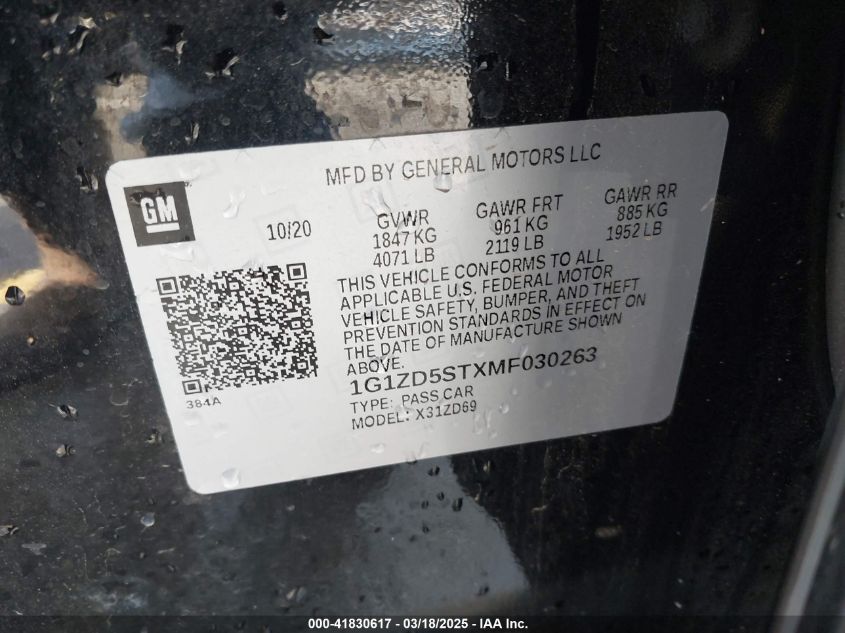 MFD BY GENERAL MOTORS LLC
GM
10/20
GVWR
1847 KG
4071 LB
GAWR FRT
961 KG
2119 LB
GAWR RR
885 KG
1952 LB
THIS VEHICLE CONFORMS TO ALL
APPLICABLE U.S. FEDERAL MOTOR
VEHICLE SAFETY, BUMPER, AND THEFT
PREVENTION STANDARDS IN EFFECT ON
THE DATE OF MANUFACTURE SHOWN
ABOVE.
384A
1G1ZD5STXMF030263
TYPE: PASS CAR
MODEL: X31ZD69
000-41830617 - 03/18/2025 - IAA Inc.